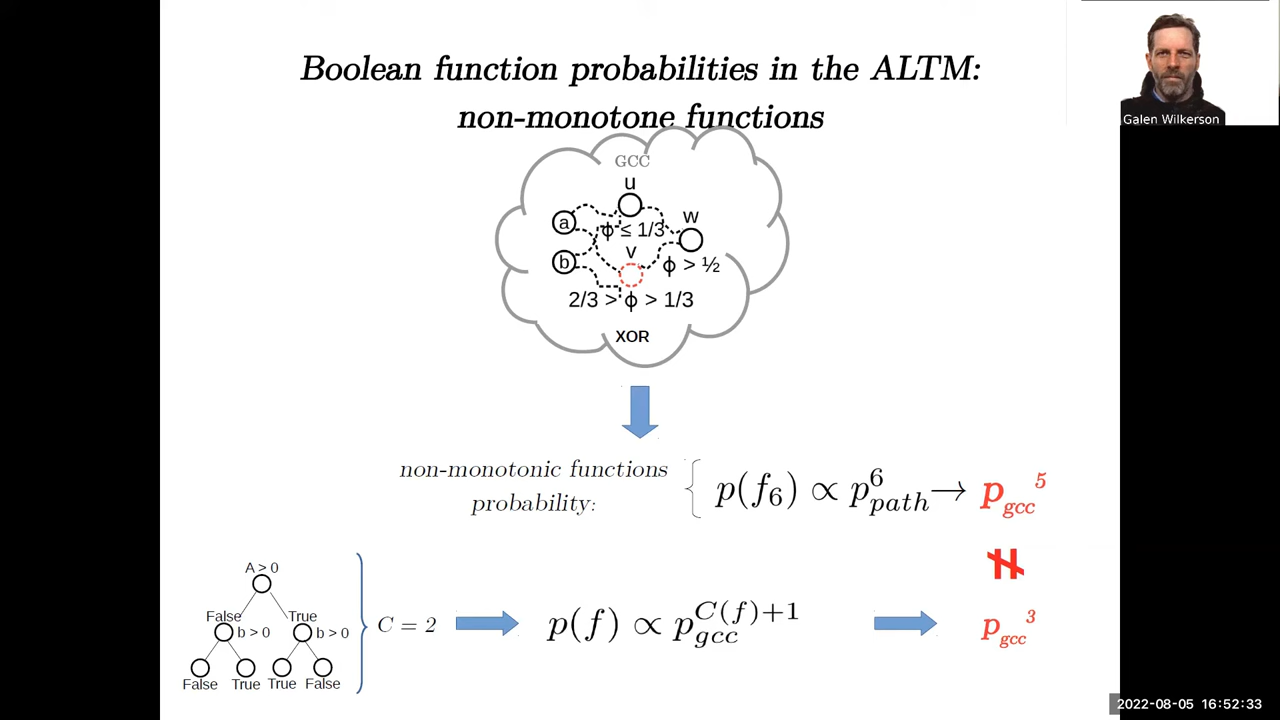 Boolean function probabilities in the ALTM:
non-monotone functions
Galen Wilkerson
GCC
u
a
w
ϕ ≤ 1/3
v
b
ϕ > ½
2/3 > ϕ > 1/3
XOR
non-monotonic functions
probability:
p(f₆) ∝ p⁶_path → p_gcc⁵
≠
A > 0
False True
b > 0 b > 0
False True True False
C = 2
p(f) ∝ p_gcc^C(f)+1
p_gcc³
2022-08-05 16:52:33